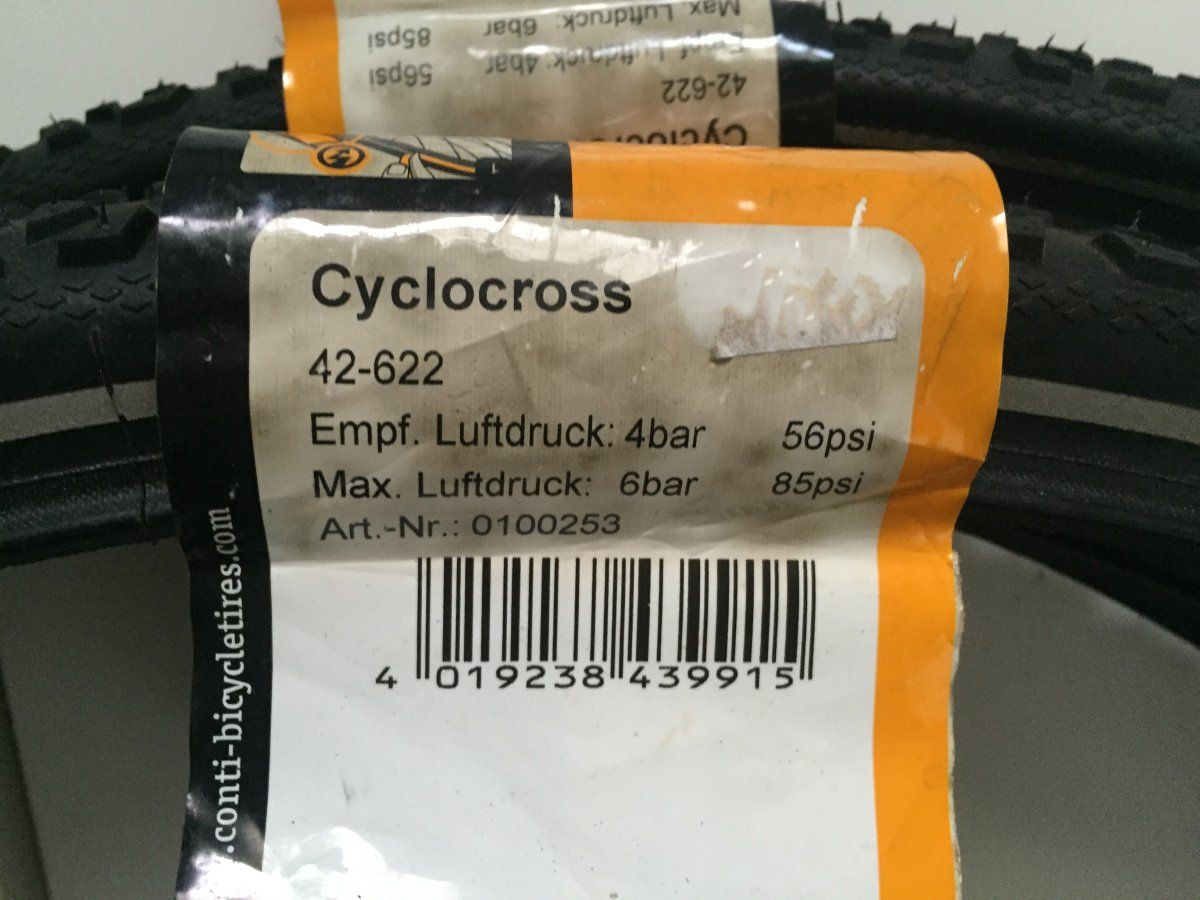 Max. Luftdruck: 6bar 85psi
Empf. Luftdruck: 4bar 56psi
42-622
Cyclocross
42-622
Empf. Luftdruck: 4bar 56psi
Max. Luftdruck: 6bar 85psi
Art.-Nr.: 0100253
4 019238 439915
.conti-bicycletires.com